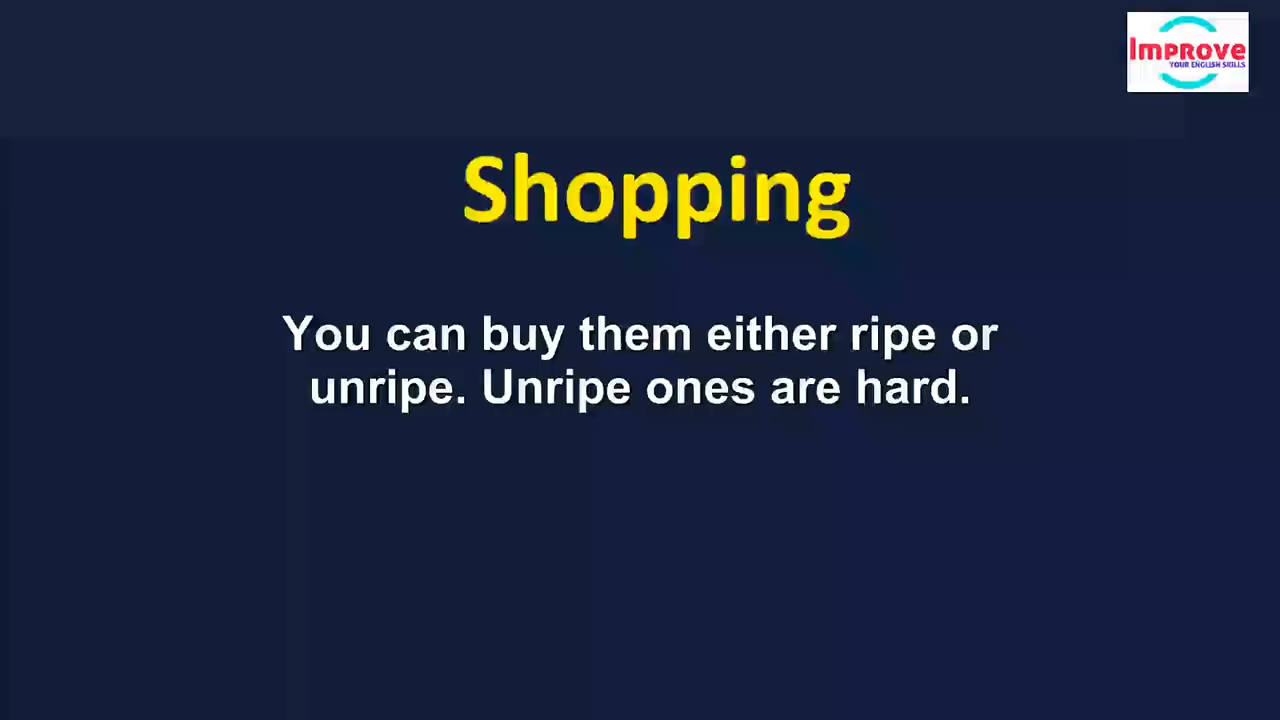 Improve
YOUR ENGLISH SKILLS
Shopping
You can buy them either ripe or
unripe. Unripe ones are hard.